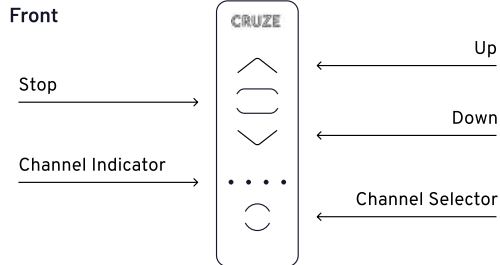 Front
CRUZE
Up
Stop
Down
Channel Indicator
Channel Selector